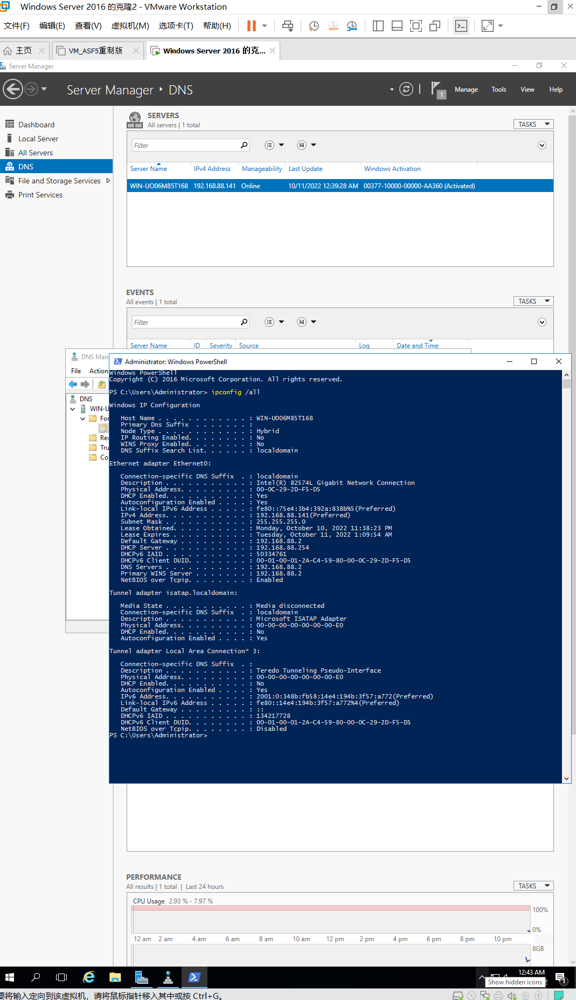 Windows Server 2016 的克隆2 - VMware Workstation
文件(F) 编辑(E) 查看(V) 虚拟机(M) 选项卡(T) 帮助(H)
主页 VM_ASF5重制版 Windows Server 2016 的克...
Server Manager
Server Manager ‣ DNS
1 Manage Tools View Help
Dashboard
Local Server
All Servers
DNS
File and Storage Services
Print Services
SERVERS
All servers | 1 total
TASKS
Filter
Server Name IPv4 Address Manageability Last Update Windows Activation
WIN-UO06M85T168 192.168.88.141 Online 10/11/2022 12:39:28 AM 00377-10000-00000-AA360 (Activated)
EVENTS
All events | 1 total
TASKS
Filter
Server Name ID Severity Source Log Date and Time
DNS Man
File Action
DNS
WIN-U
For
Rev
Tru
Co
Administrator: Windows PowerShell
Windows PowerShell
Copyright (C) 2016 Microsoft Corporation. All rights reserved.
PS C:\Users\Administrator> ipconfig /all
Windows IP Configuration
Host Name . . . . . . . . . . . . : WIN-UO06M85T168
Primary Dns Suffix  . . . . . . . :
Node Type . . . . . . . . . . . . : Hybrid
IP Routing Enabled. . . . . . . . : No
WINS Proxy Enabled. . . . . . . . : No
DNS Suffix Search List. . . . . . : localdomain
Ethernet adapter Ethernet0:
Connection-specific DNS Suffix  . : localdomain
Description . . . . . . . . . . . : Intel(R) 82574L Gigabit Network Connection
Physical Address. . . . . . . . . : 00-0C-29-2D-F5-D5
DHCP Enabled. . . . . . . . . . . : Yes
Autoconfiguration Enabled . . . . : Yes
Link-local IPv6 Address . . . . . : fe80::75e4:3b4:392a:838b%5(Preferred)
IPv4 Address. . . . . . . . . . . : 192.168.88.141(Preferred)
Subnet Mask . . . . . . . . . . . : 255.255.255.0
Lease Obtained. . . . . . . . . . : Monday, October 10, 2022 11:38:23 PM
Lease Expires . . . . . . . . . . : Tuesday, October 11, 2022 1:09:54 AM
Default Gateway . . . . . . . . . : 192.168.88.2
DHCP Server . . . . . . . . . . . : 192.168.88.254
DHCPv6 IAID . . . . . . . . . . . : 50334761
DHCPv6 Client DUID. . . . . . . . : 00-01-00-01-2A-C4-59-80-00-0C-29-2D-F5-D5
DNS Servers . . . . . . . . . . . : 192.168.88.2
Primary WINS Server . . . . . . . : 192.168.88.2
NetBIOS over Tcpip. . . . . . . . : Enabled
Tunnel adapter isatap.localdomain:
Media State . . . . . . . . . . . : Media disconnected
Connection-specific DNS Suffix  . : localdomain
Description . . . . . . . . . . . : Microsoft ISATAP Adapter
Physical Address. . . . . . . . . : 00-00-00-00-00-00-00-E0
DHCP Enabled. . . . . . . . . . . : No
Autoconfiguration Enabled . . . . : Yes
Tunnel adapter Local Area Connection* 3:
Connection-specific DNS Suffix  . :
Description . . . . . . . . . . . : Teredo Tunneling Pseudo-Interface
Physical Address. . . . . . . . . : 00-00-00-00-00-00-00-E0
DHCP Enabled. . . . . . . . . . . : No
Autoconfiguration Enabled . . . . : Yes
IPv6 Address. . . . . . . . . . . : 2001:0:348b:fb58:14e4:194b:3f57:a772(Preferred)
Link-local IPv6 Address . . . . . : fe80::14e4:194b:3f57:a772%4(Preferred)
Default Gateway . . . . . . . . . : ::
DHCPv6 IAID . . . . . . . . . . . : 134217728
DHCPv6 Client DUID. . . . . . . . : 00-01-00-01-2A-C4-59-80-00-0C-29-2D-F5-D5
NetBIOS over Tcpip. . . . . . . . : Disabled
PS C:\Users\Administrator>
PERFORMANCE
All results | 1 total | Last 24 hours
TASKS
CPU Usage 2.93 % - 7.97 %
100%
0%
12 am 2 am 4 am 6 am 8 am 10 am 12 pm 2 pm 4 pm 6 pm 8 pm 10 pm
8GB
12:43 AM
Show hidden icons
1
要将输入定向到该虚拟机，请将鼠标指针移入其中或按 Ctrl+G。